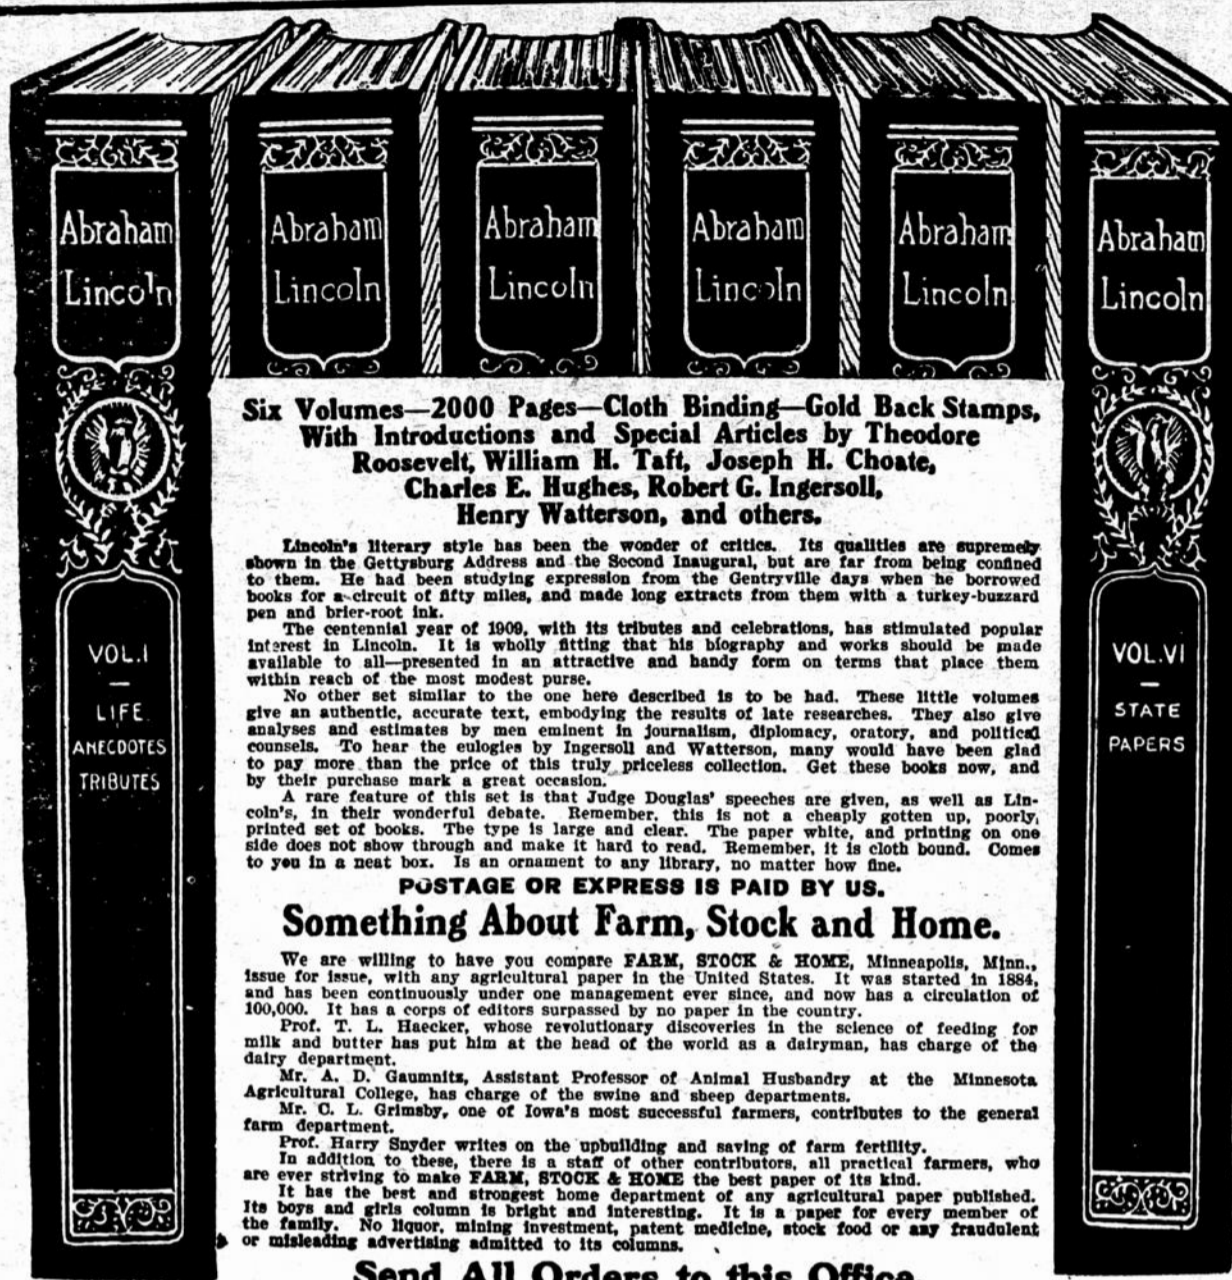 Abraham
Lincoln
Abraham
Lincoln
Abraham
Lincoln
Abraham
Lincoln
Abraham
Lincoln
Abraham
Lincoln
VOL.I
—
LIFE
ANECDOTES
TRIBUTES
Six Volumes—2000 Pages—Cloth Binding—Gold Back Stamps,
With Introductions and Special Articles by Theodore
Roosevelt, William H. Taft, Joseph H. Choate,
Charles E. Hughes, Robert G. Ingersoll,
Henry Watterson, and others.
Lincoln's literary style has been the wonder of critics. Its qualities are supremely
shown in the Gettysburg Address and the Second Inaugural, but are far from being confined
to them. He had been studying expression from the Gentryville days when he borrowed
books for a circuit of fifty miles, and made long extracts from them with a turkey-buzzard
pen and brier-root ink.
The centennial year of 1909, with its tributes and celebrations, has stimulated popular
interest in Lincoln. It is wholly fitting that his biography and works should be made
available to all—presented in an attractive and handy form on terms that place them
within reach of the most modest purse.
No other set similar to the one here described is to be had. These little volumes
give an authentic, accurate text, embodying the results of late researches. They also give
analyses and estimates by men eminent in journalism, diplomacy, oratory, and political
counsels. To hear the eulogies by Ingersoll and Watterson, many would have been glad
to pay more than the price of this truly priceless collection. Get these books now, and
by their purchase mark a great occasion.
A rare feature of this set is that Judge Douglas' speeches are given, as well as Lin-
coln's, in their wonderful debate. Remember, this is not a cheaply gotten up, poorly,
printed set of books. The type is large and clear. The paper white, and printing on one
side does not show through and make it hard to read. Remember, it is cloth bound. Comes
to you in a neat box. Is an ornament to any library, no matter how fine.
POSTAGE OR EXPRESS IS PAID BY US.
Something About Farm, Stock and Home.
We are willing to have you compare FARM, STOCK & HOME, Minneapolis, Minn.,
issue for issue, with any agricultural paper in the United States. It was started in 1884,
and has been continuously under one management ever since, and now has a circulation of
100,000. It has a corps of editors surpassed by no paper in the country.
Prof. T. L. Haecker, whose revolutionary discoveries in the science of feeding for
milk and butter has put him at the head of the world as a dairyman, has charge of the
dairy department.
Mr. A. D. Gaumnitz, Assistant Professor of Animal Husbandry at the Minnesota
Agricultural College, has charge of the swine and sheep departments.
Mr. C. L. Grimsby, one of Iowa's most successful farmers, contributes to the general
farm department.
Prof. Harry Snyder writes on the upbuilding and saving of farm fertility.
In addition to these, there is a staff of other contributors, all practical farmers, who
are ever striving to make FARM, STOCK & HOME the best paper of its kind.
It has the best and strongest home department of any agricultural paper published.
Its boys and girls column is bright and interesting. It is a paper for every member of
the family. No liquor, mining investment, patent medicine, stock food or any fraudulent
or misleading advertising admitted to its columns.
Send All Orders to this Office
VOL.VI
—
STATE
PAPERS